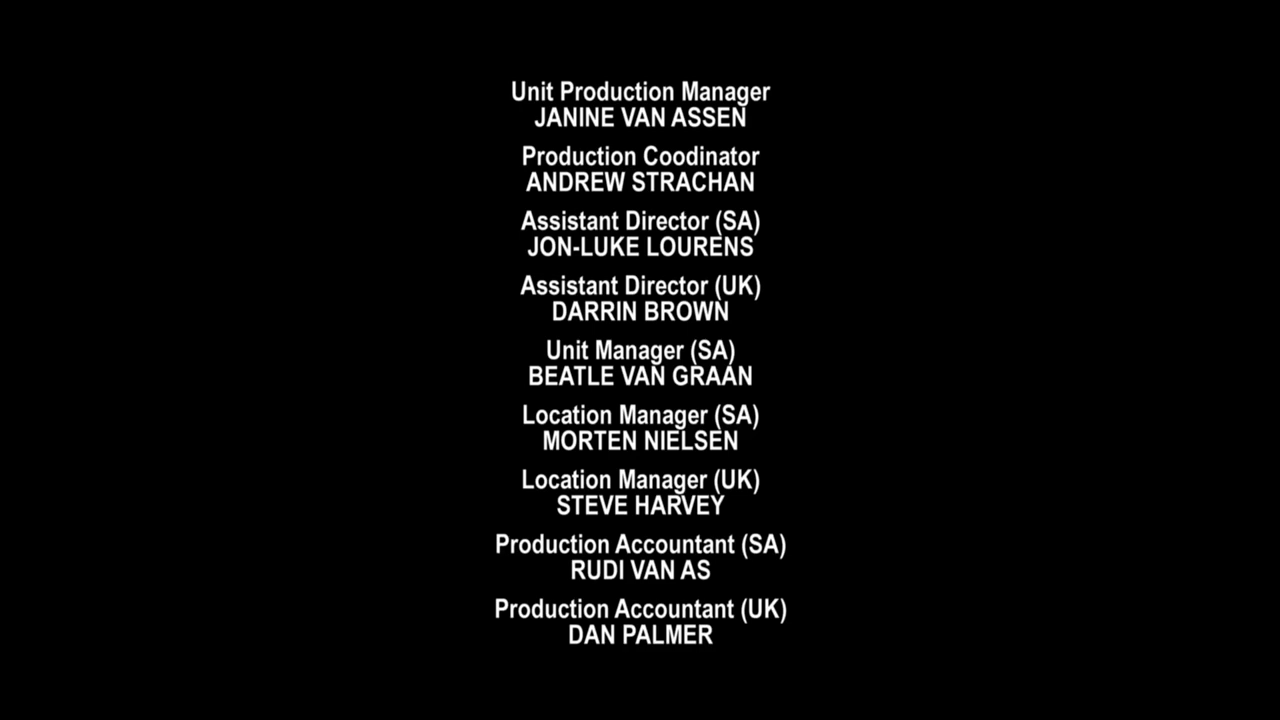 Unit Production Manager
JANINE VAN ASSEN
Production Coodinator
ANDREW STRACHAN
Assistant Director (SA)
JON-LUKE LOURENS
Assistant Director (UK)
DARRIN BROWN
Unit Manager (SA)
BEATLE VAN GRAAN
Location Manager (SA)
MORTEN NIELSEN
Location Manager (UK)
STEVE HARVEY
Production Accountant (SA)
RUDI VAN AS
Production Accountant (UK)
DAN PALMER